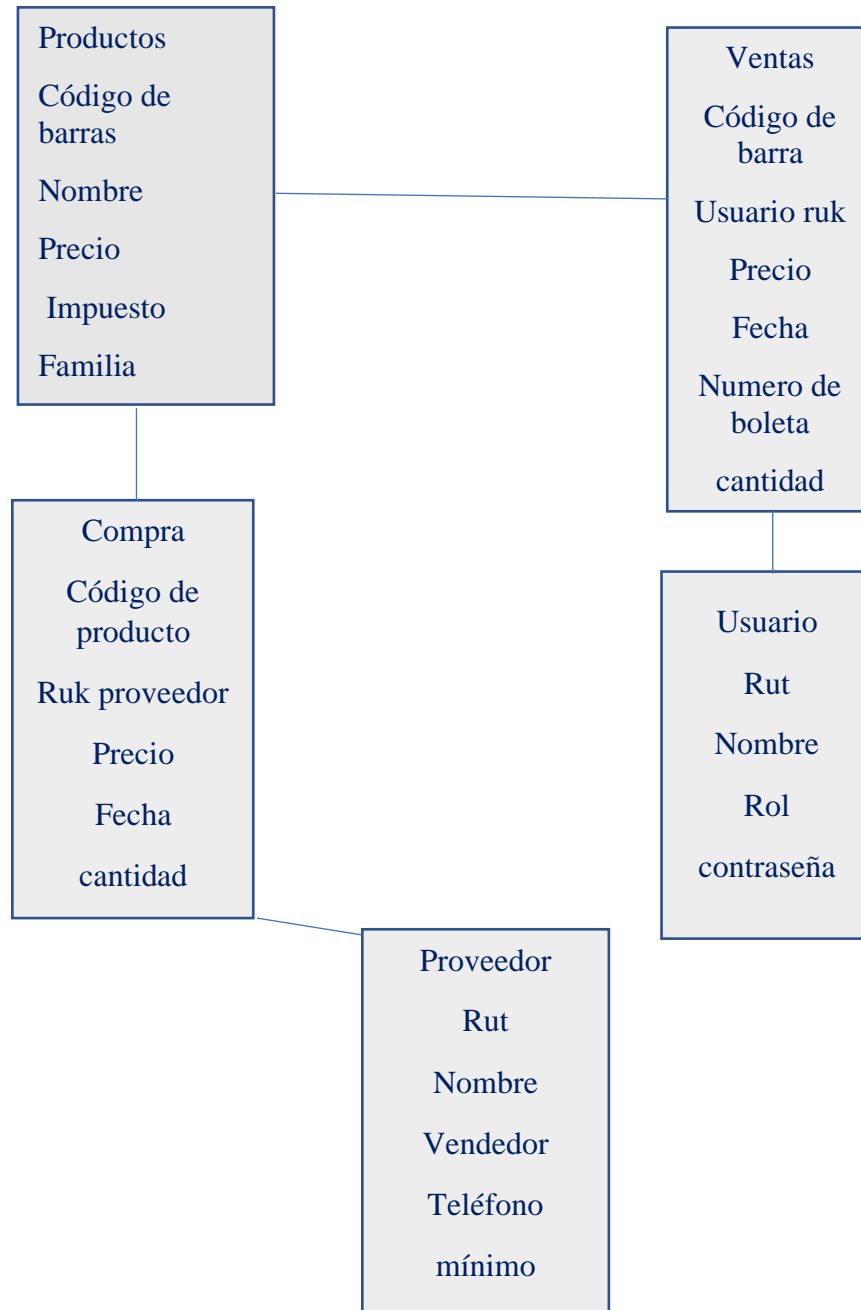 Productos
Código de
barras
Nombre
Precio
Impuesto
Familia
Ventas
Código de
barra
Usuario ruk
Precio
Fecha
Numero de
boleta
cantidad
Compra
Código de
producto
Ruk proveedor
Precio
Fecha
cantidad
Usuario
Rut
Nombre
Rol
contraseña
Proveedor
Rut
Nombre
Vendedor
Teléfono
mínimo